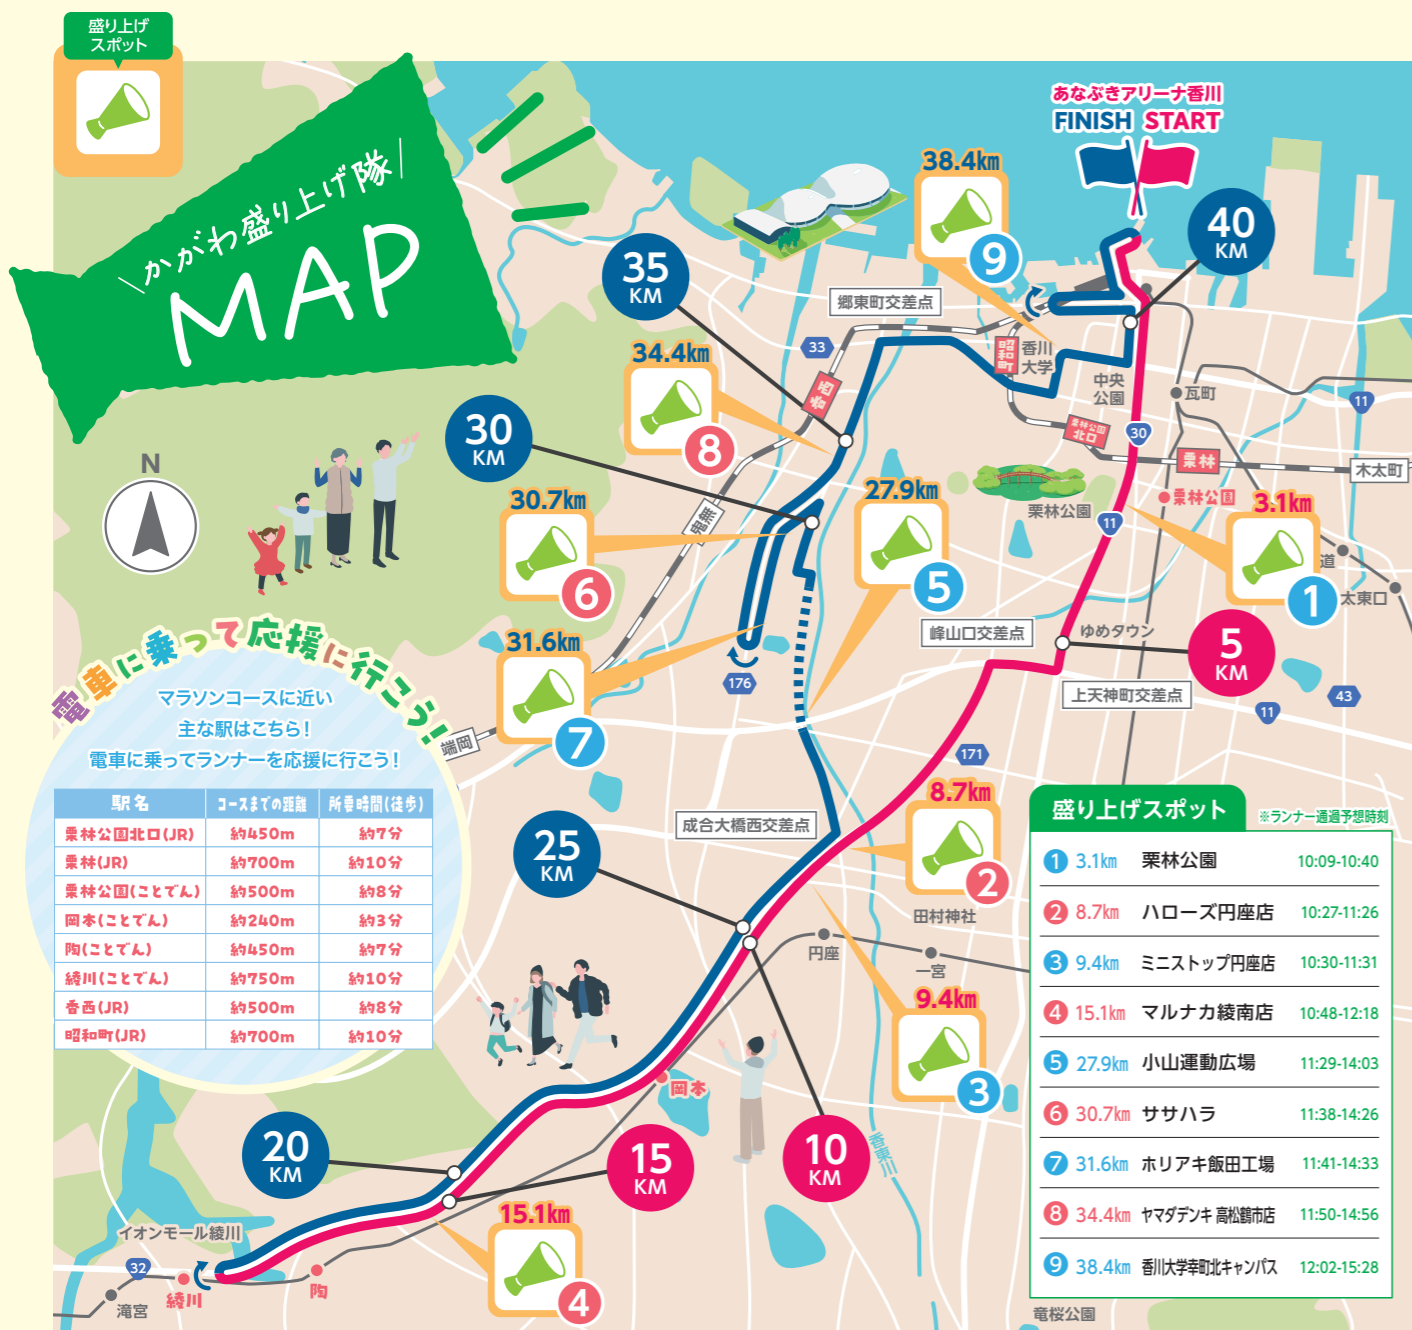 盛り上げ
スポット
かがわ盛り上げ隊
MAP
あなぶきアリーナ香川
FINISH START
38.4km
9
40
KM
35
KM
郷東町交差点
33
34.4km
8
昭和町
香川
大学
香西
中央
公園
瓦町
11
30
KM
栗林公園
北口
30
栗林
木太町
N
27.9km
5
30.7km
6
鬼無
栗林公園
栗林公園
11
3.1km
1
道
太東口
31.6km
7
176
峰山口交差点
ゆめタウン
5
KM
上天神町交差点
43
11
端岡
171
電車に乗って応援に行こう!
マラソンコースに近い
主な駅はこちら!
電車に乗ってランナーを応援に行こう!
駅名 コースまでの距離 所要時間(徒歩)
栗林公園北口(JR) 約450m 約7分
栗林(JR) 約700m 約10分
栗林公園(ことでん) 約500m 約8分
岡本(ことでん) 約240m 約3分
陶(ことでん) 約450m 約7分
綾川(ことでん) 約750m 約10分
香西(JR) 約500m 約8分
昭和町(JR) 約700m 約10分
成合大橋西交差点
8.7km
2
25
KM
田村神社
円座
一宮
9.4km
3
岡本
10
KM
香東川
20
KM
15
KM
15.1km
4
イオンモール綾川
32
綾川
滝宮
陶
竜桜公園
盛り上げスポット ※ランナー通過予想時刻
1 3.1km 栗林公園 10:09-10:40
2 8.7km ハローズ円座店 10:27-11:26
3 9.4km ミニストップ円座店 10:30-11:31
4 15.1km マルナカ綾南店 10:48-12:18
5 27.9km 小山運動広場 11:29-14:03
6 30.7km ササハラ 11:38-14:26
7 31.6km ホリアキ飯田工場 11:41-14:33
8 34.4km ヤマダデンキ 高松鶴市店 11:50-14:56
9 38.4km 香川大学幸町北キャンパス 12:02-15:28